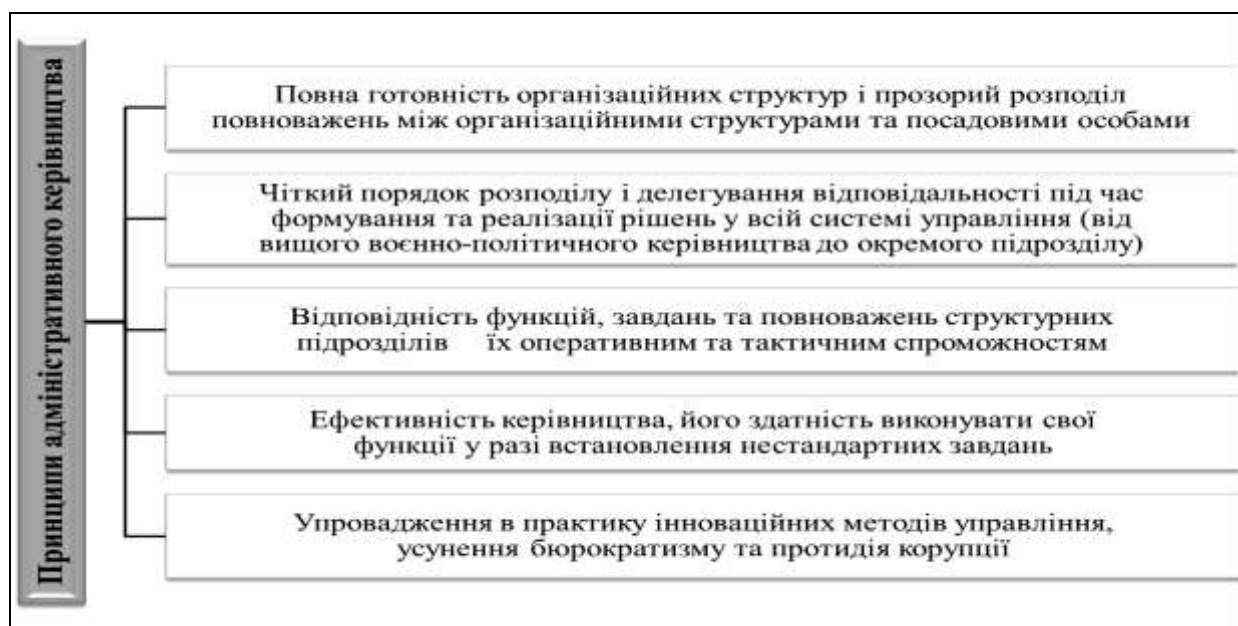 Принципи адміністративного керівництва
Повна готовність організаційних структур і прозорий розподіл
повноважень між організаційними структурами та посадовими особами
Чіткий порядок розподілу і делегування відповідальності під час
формування та реалізації рішень у всій системі управління (від
вищого воєнно-політичного керівництва до окремого підрозділу)
Відповідність функцій, завдань та повноважень структурних
підрозділів їх оперативним та тактичним спроможностям
Ефективність керівництва, його здатність виконувати свої
функції у разі встановлення нестандартних завдань
Упровадження в практику інноваційних методів управління,
усунення бюрократизму та протидія корупції